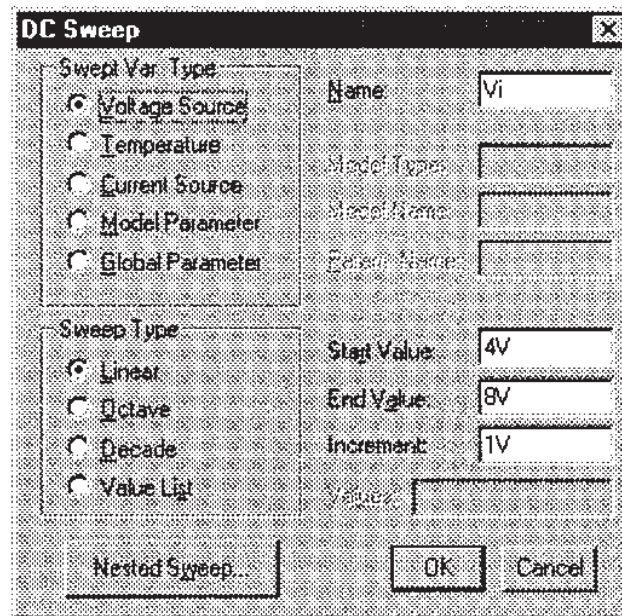 DC Sweep
Swept Var. Type
Voltage Source
Temperature
Current Source
Model Parameter
Global Parameter
Name:
Vi
Model Type:
Model Name:
Param. Name:
Sweep Type
Linear
Octave
Decade
Value List
Start Value:
4V
End Value:
8V
Increment:
1V
Values:
Nested Sweep...
OK
Cancel